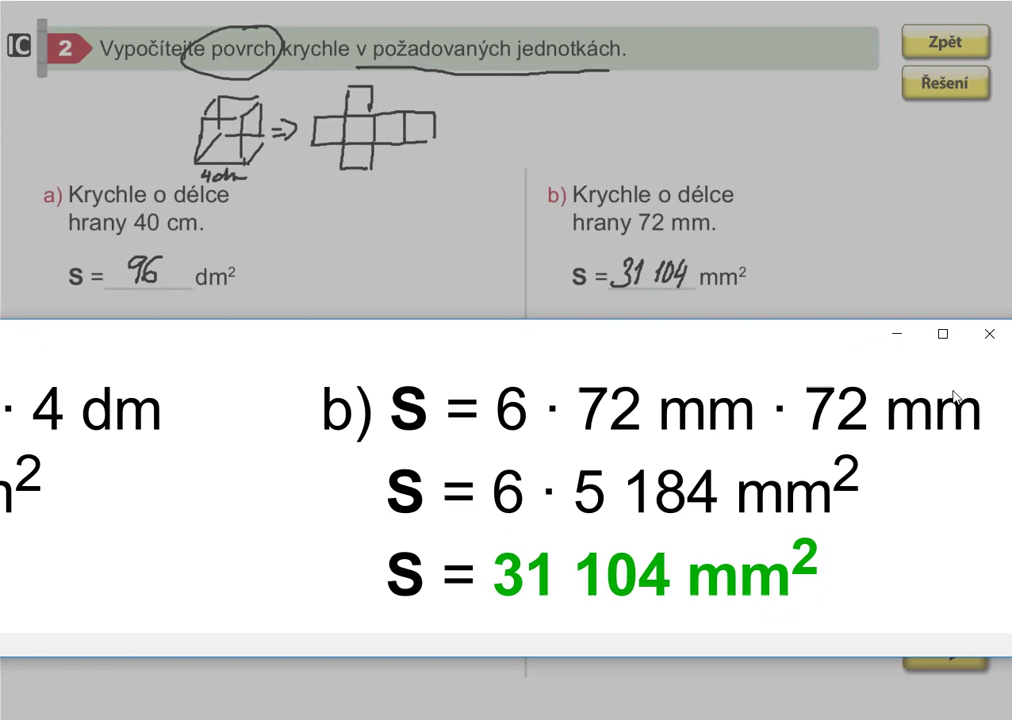 IC
2 Vypočítejte povrch krychle v požadovaných jednotkách.
Zpět
Řešení
4dm
a) Krychle o délce
hrany 40 cm.
S = 96 dm²
b) Krychle o délce
hrany 72 mm.
S = 31 104 mm²
· 4 dm
m²
b) S = 6 · 72 mm · 72 mm
S = 6 · 5 184 mm²
S = 31 104 mm²